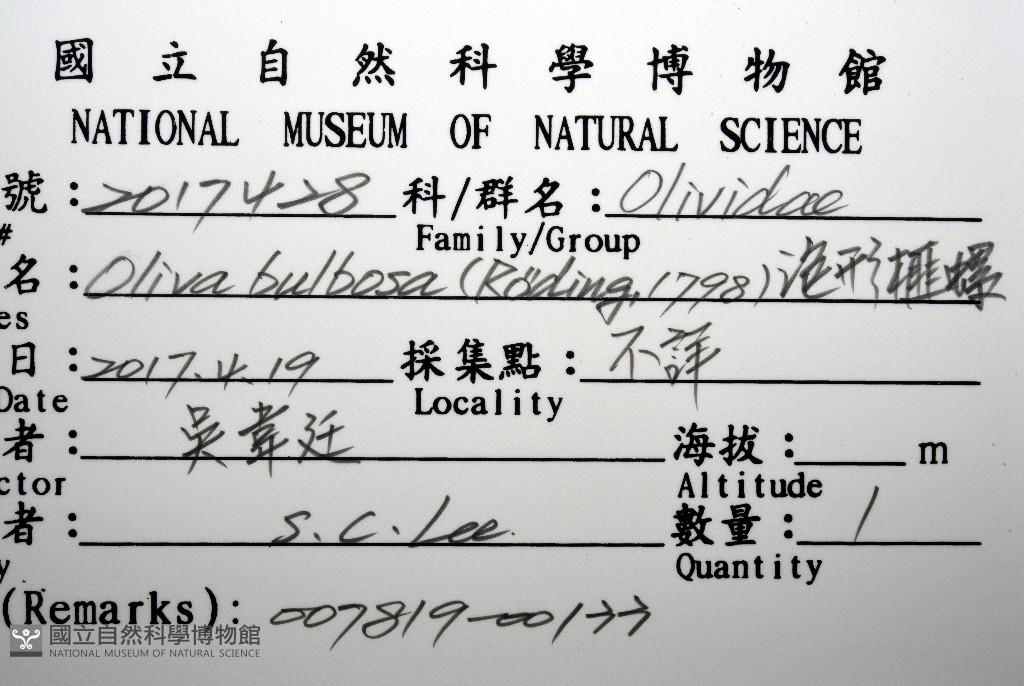 國立自然科學博物館
NATIONAL MUSEUM OF NATURAL SCIENCE
號：20170428 科/群名：Olividae
# Family/Group
名：Oliva bulbosa (Röding, 1798) 泡形榧螺
es
日：2017.4.19 採集點：不詳
Date Locality
者：吳韋廷 海拔： m
ctor Altitude
者：S.C. Lee 數量：1
y Quantity
(Remarks): 007819-00122
國立自然科學博物館
NATIONAL MUSEUM OF NATURAL SCIENCE